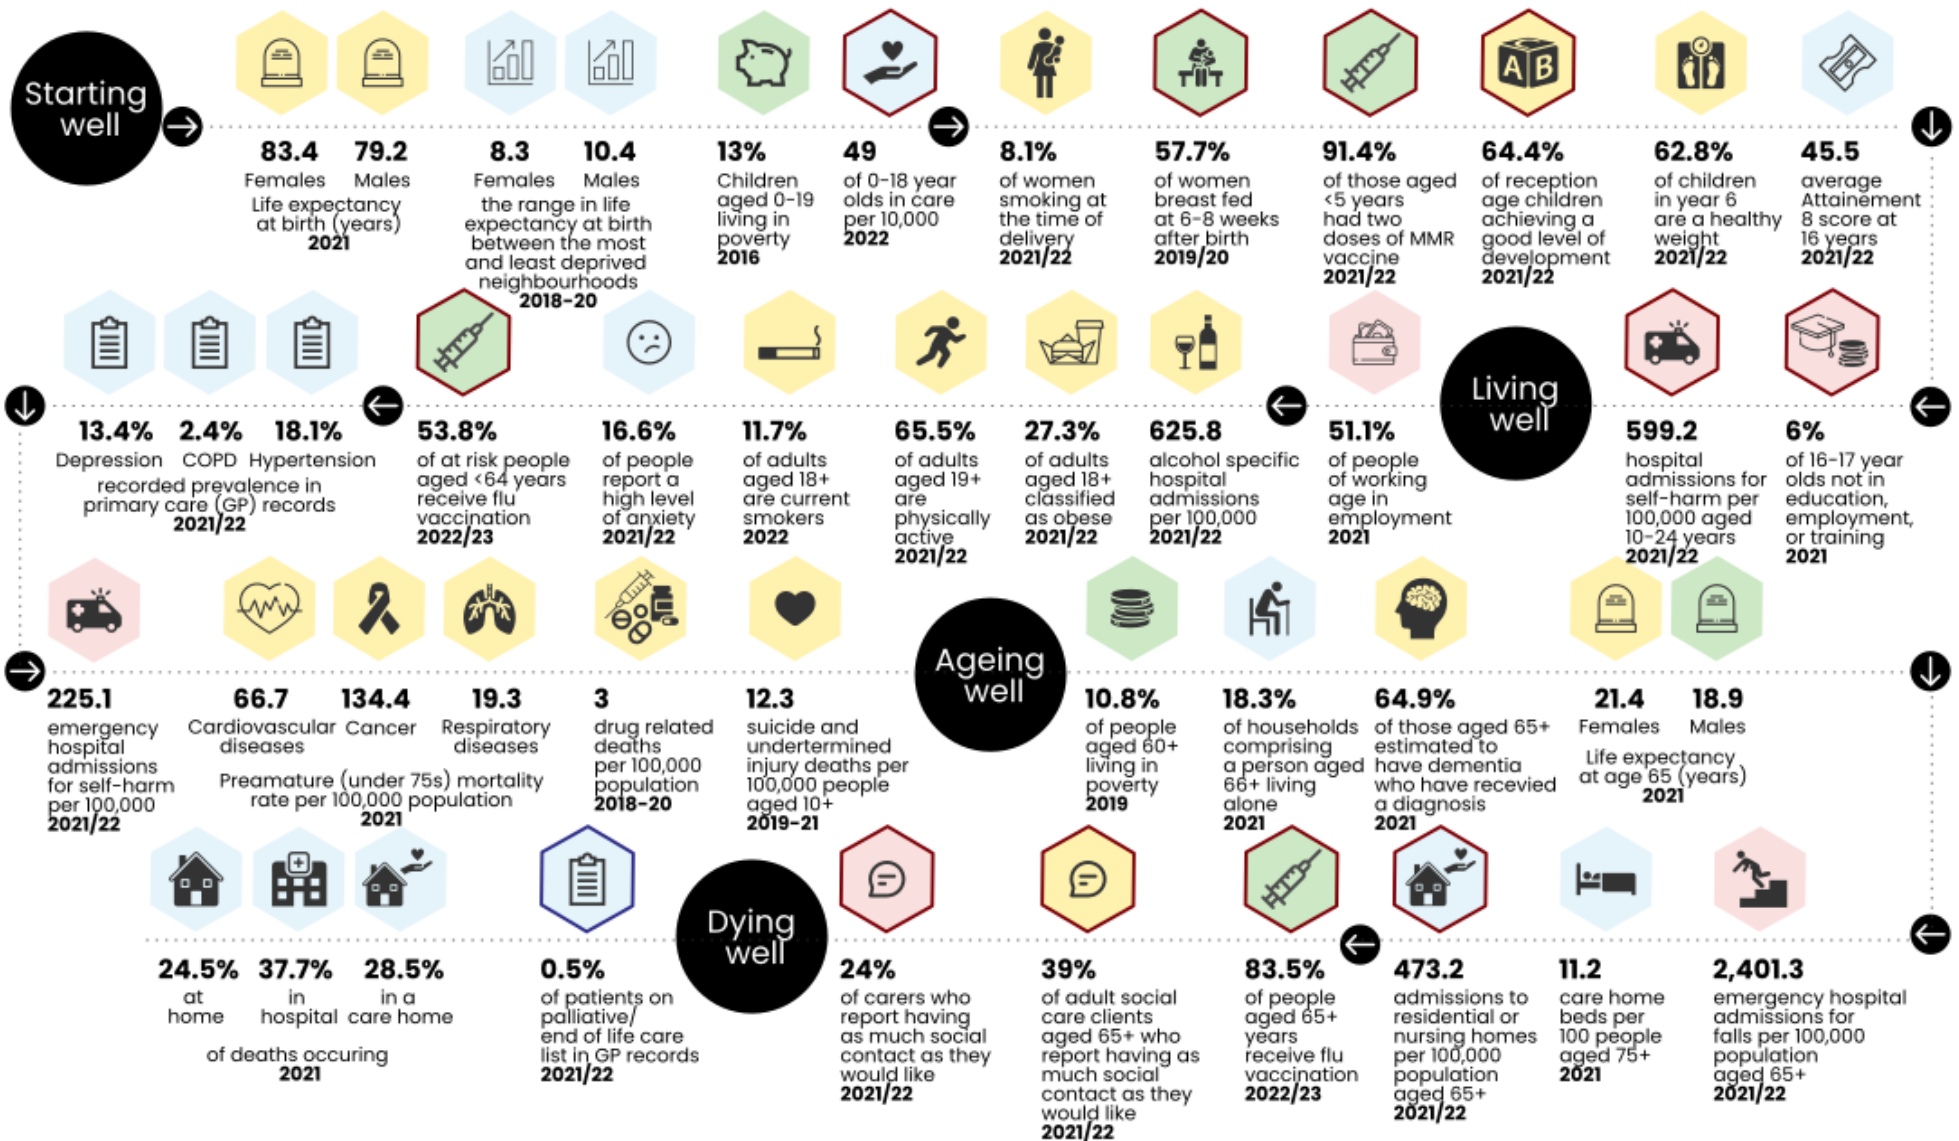 Starting
well
83.4 79.2
Females Males
Life expectancy
at birth (years)
2021
8.3 10.4
Females Males
the range in life
expectancy at birth
between the most
and least deprived
neighbourhoods
2018-20
13%
Children
aged 0-19
living in
poverty
2016
49
of 0-18 year
olds in care
per 10,000
2022
8.1%
of women
smoking at
the time of
delivery
2021/22
57.7%
of women
breast fed
at 6-8 weeks
after birth
2019/20
91.4%
of those aged
<5 years
had two
doses of MMR
vaccine
2021/22
A B
64.4%
of reception
age children
achieving a
good level of
development
2021/22
62.8%
of children
in year 6
are a healthy
weight
2021/22
45.5
average
Attainement
8 score at
16 years
2021/22
6%
of 16-17 year
olds not in
education,
employment,
or training
2021
599.2
hospital
admissions for
self-harm per
100,000 aged
10-24 years
2021/22
Living
well
51.1%
of people
of working
age in
employment
2021
625.8
alcohol specific
hospital
admissions
per 100,000
2021/22
27.3%
of adults
aged 18+
classified
as obese
2021/22
65.5%
of adults
aged 19+
are
physically
active
2021/22
11.7%
of adults
aged 18+
are current
smokers
2022
16.6%
of people
report a
high level
of anxiety
2021/22
53.8%
of at risk people
aged <64 years
receive flu
vaccination
2022/23
13.4% 2.4% 18.1%
Depression COPD Hypertension
recorded prevalence in
primary care (GP) records
2021/22
225.1
emergency
hospital
admissions
for self-harm
per 100,000
2021/22
66.7 134.4 19.3
Cardiovascular Cancer Respiratory
diseases diseases
Preamature (under 75s) mortality
rate per 100,000 population
2021
3
drug related
deaths
per 100,000
population
2018-20
12.3
suicide and
undertermined
injury deaths per
100,000 people
aged 10+
2019-21
Ageing
well
10.8%
of people
aged 60+
living in
poverty
2019
18.3%
of households
comprising
a person aged
66+ living
alone
2021
64.9%
of those aged 65+
estimated to
have dementia
who have recevied
a diagnosis
2021
21.4 18.9
Females Males
Life expectancy
at age 65 (years)
2021
2,401.3
emergency hospital
admissions for
falls per 100,000
population
aged 65+
2021/22
11.2
care home
beds per
100 people
aged 75+
2021
473.2
admissions to
residential or
nursing homes
per 100,000
population
aged 65+
2021/22
83.5%
of people
aged 65+
years
receive flu
vaccination
2022/23
39%
of adult social
care clients
aged 65+ who
report having as
much social
contact as they
would like
2021/22
24%
of carers who
report having
as much social
contact as they
would like
2021/22
Dying
well
0.5%
of patients on
palliative/
end of life care
list in GP records
2021/22
24.5% 37.7% 28.5%
at in in a
home hospital care home
of deaths occuring
2021